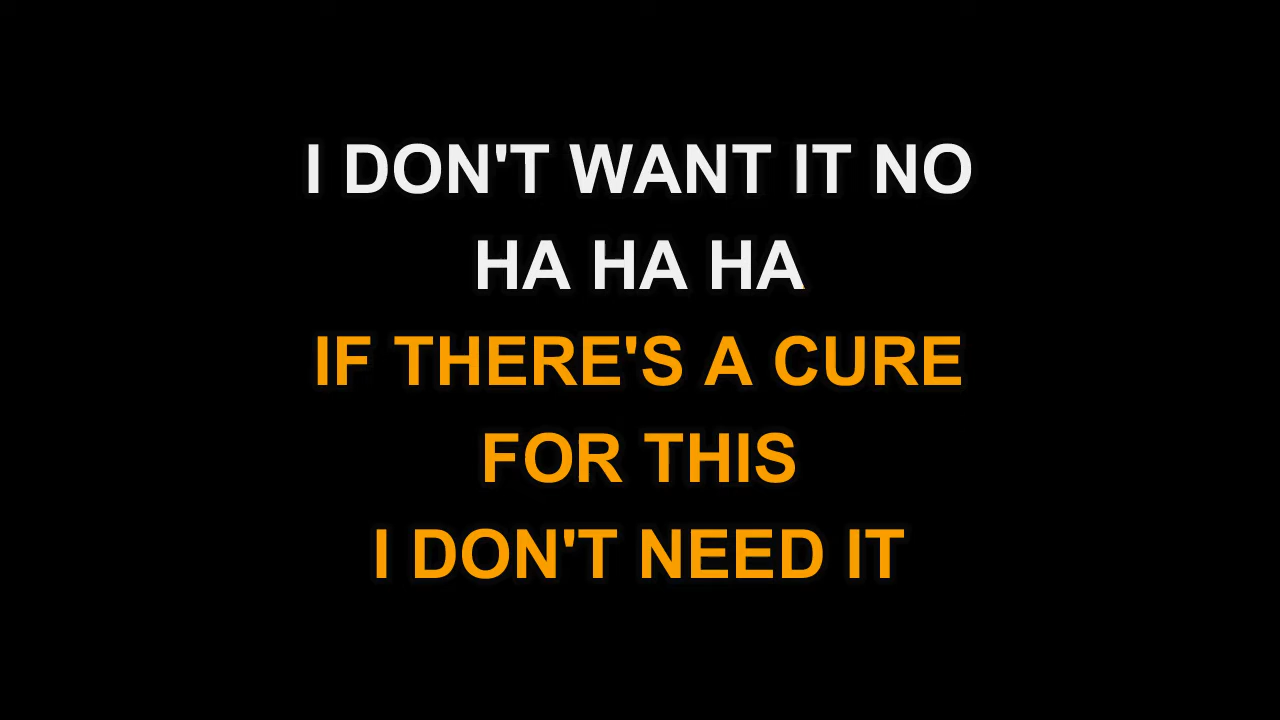 I DON'T WANT IT NO
HA HA HA
IF THERE'S A CURE
FOR THIS
I DON'T NEED IT